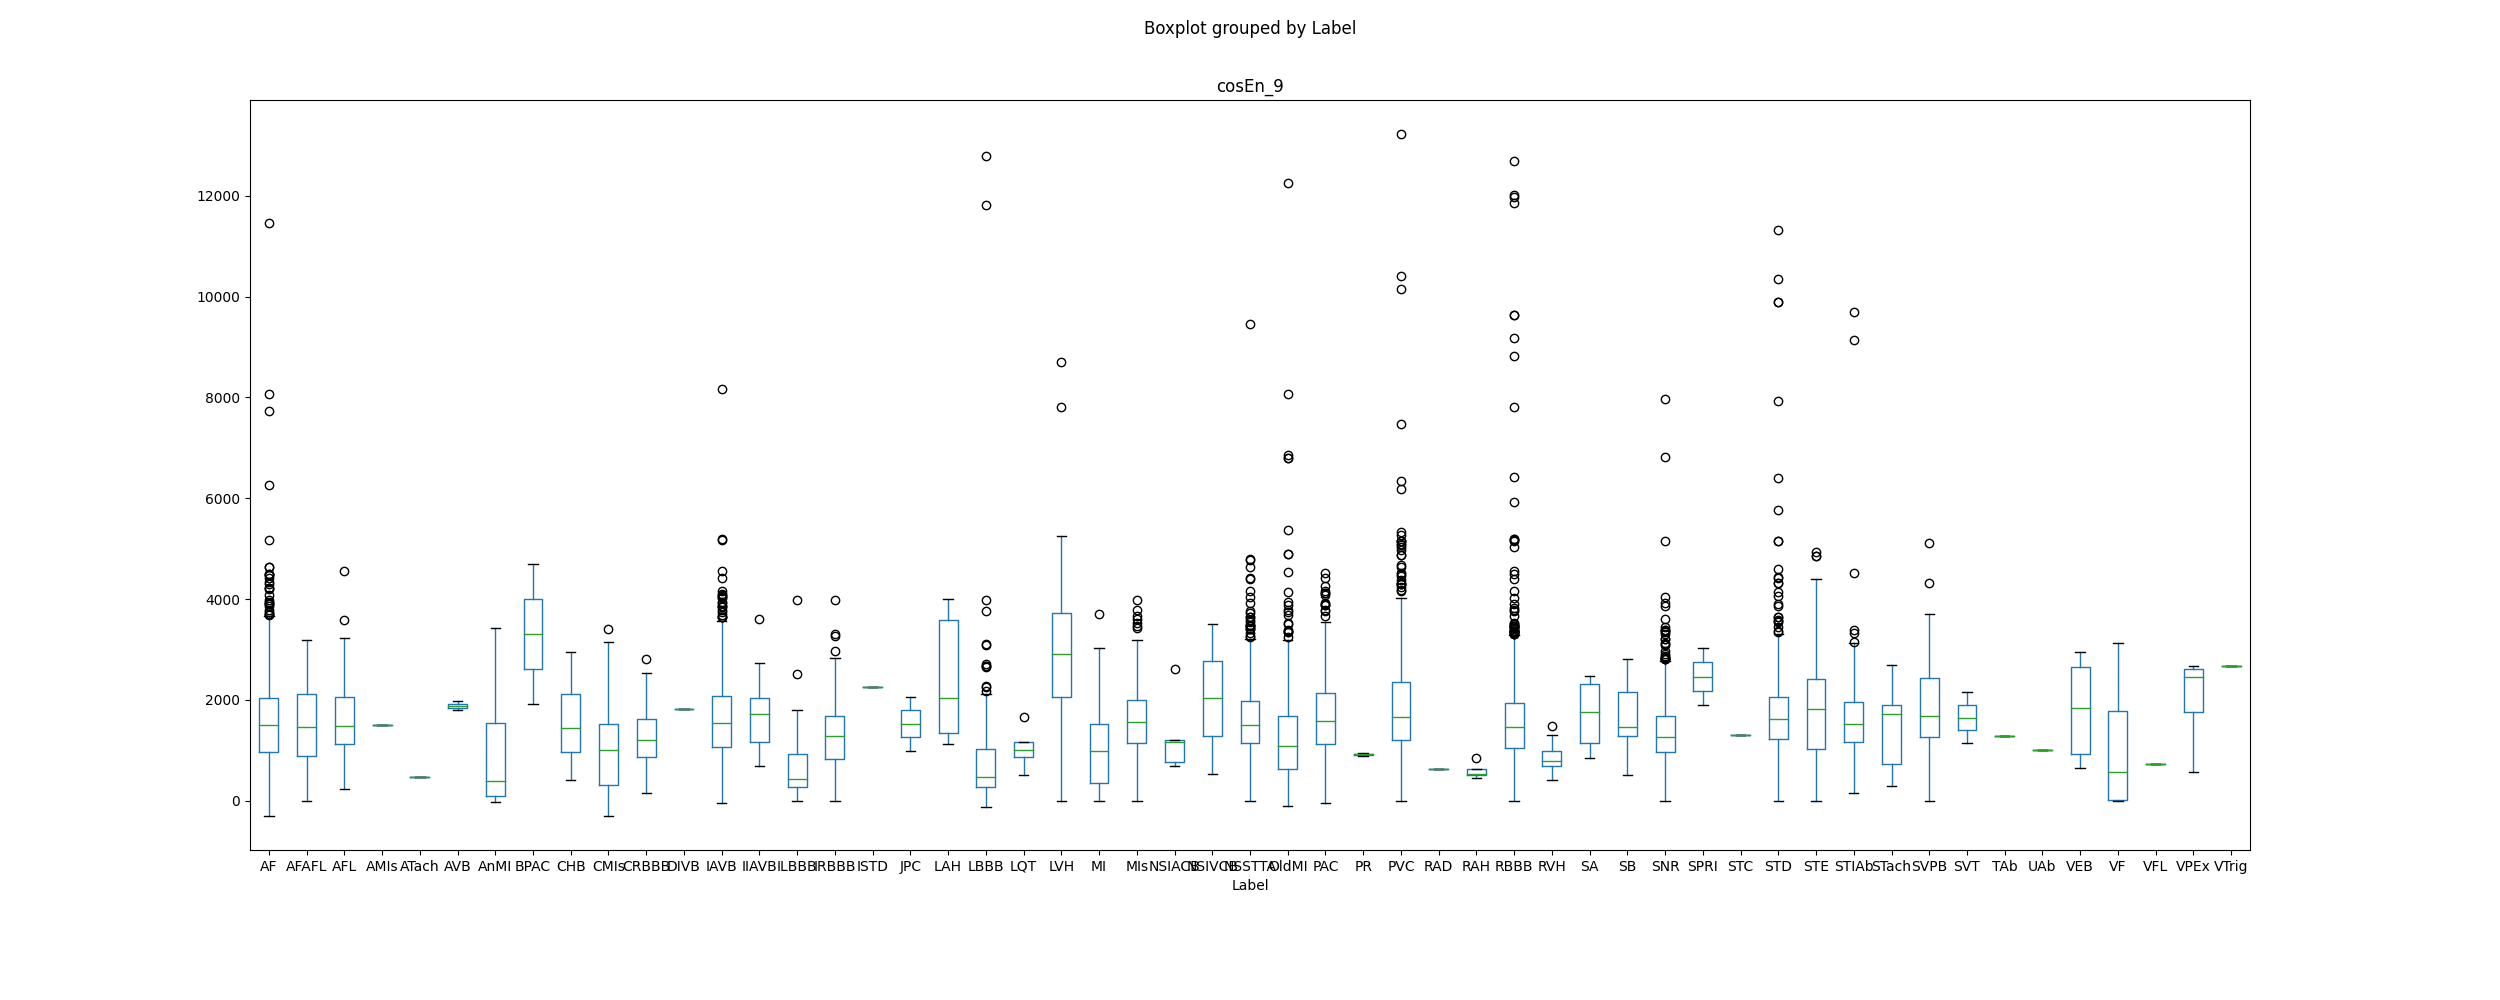 Boxplot grouped by Label
cosEn_9
12000
10000
8000
6000
4000
2000
0
AF AFAFL AFL AMIs ATach AVB AnMI BPAC CHB CMIs CRBBB DIVB IAVB IIAVB ILBBB IRBBB ISTD JPC LAH LBBB LQT LVH MI MIs NSIACB NSIVCB NSSTTA OldMI PAC PR PVC RAD RAH RBBB RVH SA SB SNR SPRI STC STD STE STIAb STach SVPB SVT TAb UAb VEB VF VFL VPEx VTrig
Label